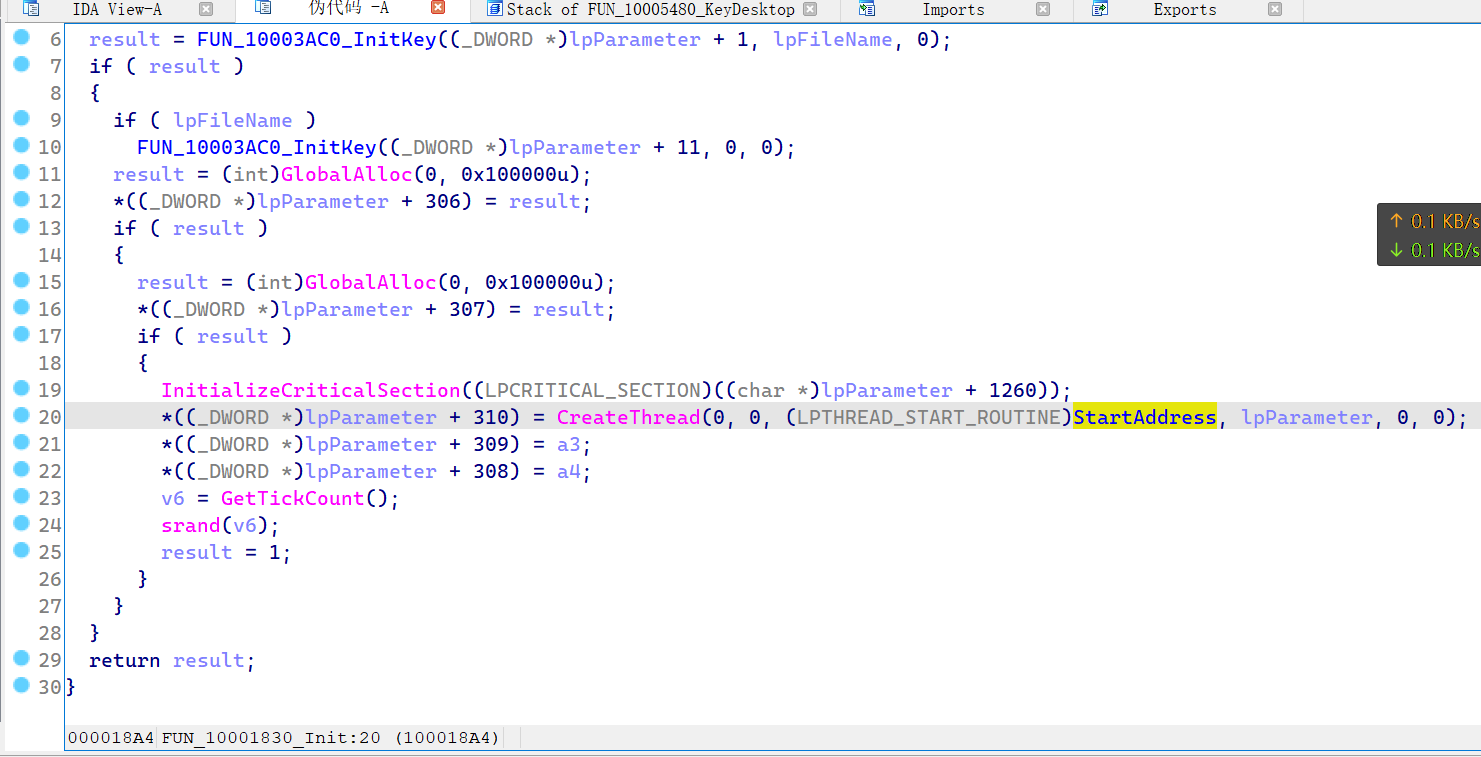 IDA View-A 伪代码 -A Stack of FUN_10005480_KeyDesktop Imports Exports
6 result = FUN_10003AC0_InitKey((_DWORD *)lpParameter + 1, lpFileName, 0);
7 if ( result )
8 {
9 if ( lpFileName )
10 FUN_10003AC0_InitKey((_DWORD *)lpParameter + 11, 0, 0);
11 result = (int)GlobalAlloc(0, 0x100000u);
12 *((_DWORD *)lpParameter + 306) = result;
13 if ( result )
14 {
15 result = (int)GlobalAlloc(0, 0x100000u);
16 *((_DWORD *)lpParameter + 307) = result;
17 if ( result )
18 {
19 InitializeCriticalSection((LPCRITICAL_SECTION)((char *)lpParameter + 1260));
20 *((_DWORD *)lpParameter + 310) = CreateThread(0, 0, (LPTHREAD_START_ROUTINE)StartAddress, lpParameter, 0, 0);
21 *((_DWORD *)lpParameter + 309) = a3;
22 *((_DWORD *)lpParameter + 308) = a4;
23 v6 = GetTickCount();
24 srand(v6);
25 result = 1;
26 }
27 }
28 }
29 return result;
30 }
↑ 0.1 KB/s
↓ 0.1 KB/s
000018A4 FUN_10001830_Init:20 (100018A4)